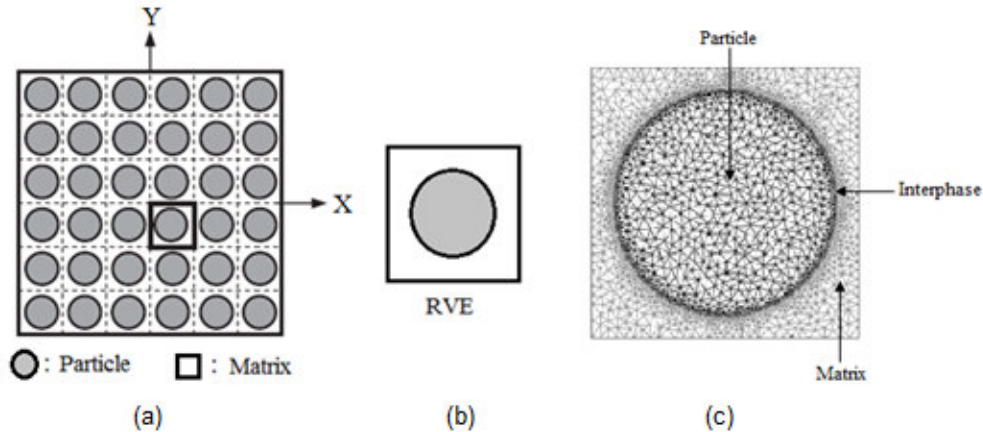 Y
X
: Particle
: Matrix
(a)
RVE
(b)
Particle
Interphase
Matrix
(c)